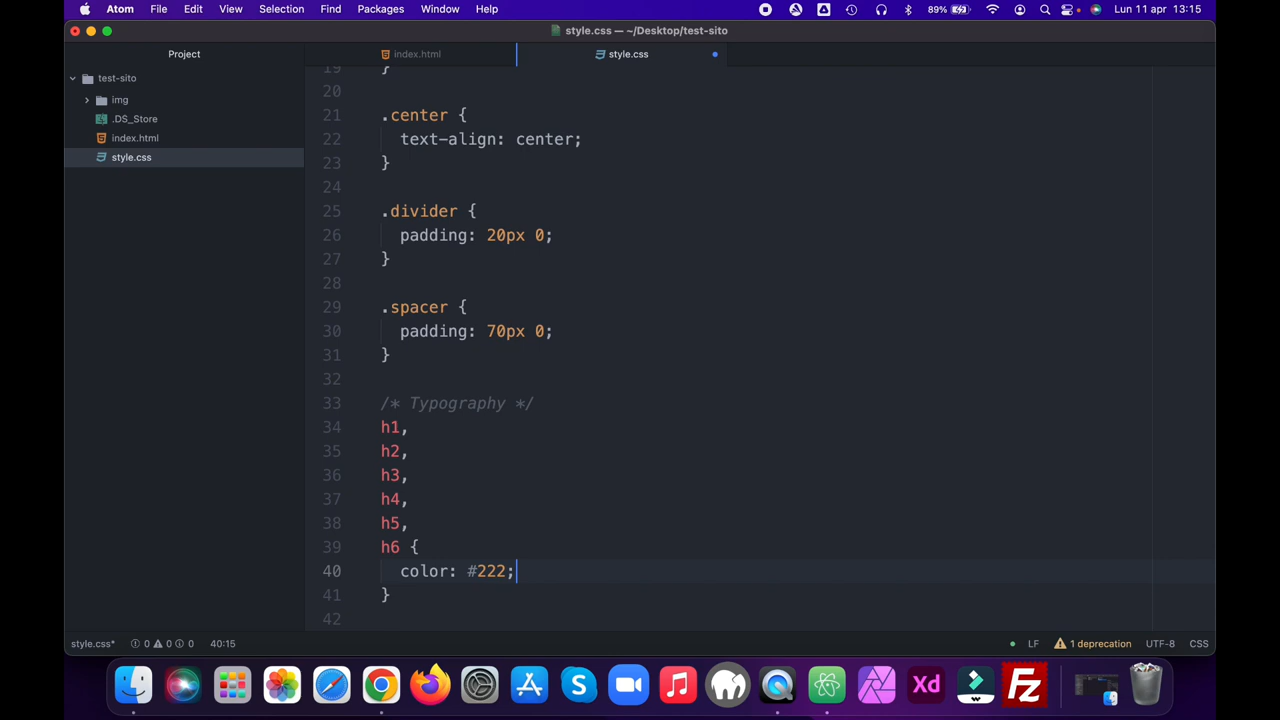 Atom File Edit View Selection Find Packages Window Help 89% Lun 11 apr 13:15
style.css — ~/Desktop/test-sito
Project index.html style.css
test-sito
img
.DS_Store
index.html
style.css
19 }
20
21 .center {
22 text-align: center;
23 }
24
25 .divider {
26 padding: 20px 0;
27 }
28
29 .spacer {
30 padding: 70px 0;
31 }
32
33 /* Typography */
34 h1,
35 h2,
36 h3,
37 h4,
38 h5,
39 h6 {
40 color: #222;
41 }
42
style.css* 0 0 0 40:15 LF 1 deprecation UTF-8 CSS
S Xd Fz